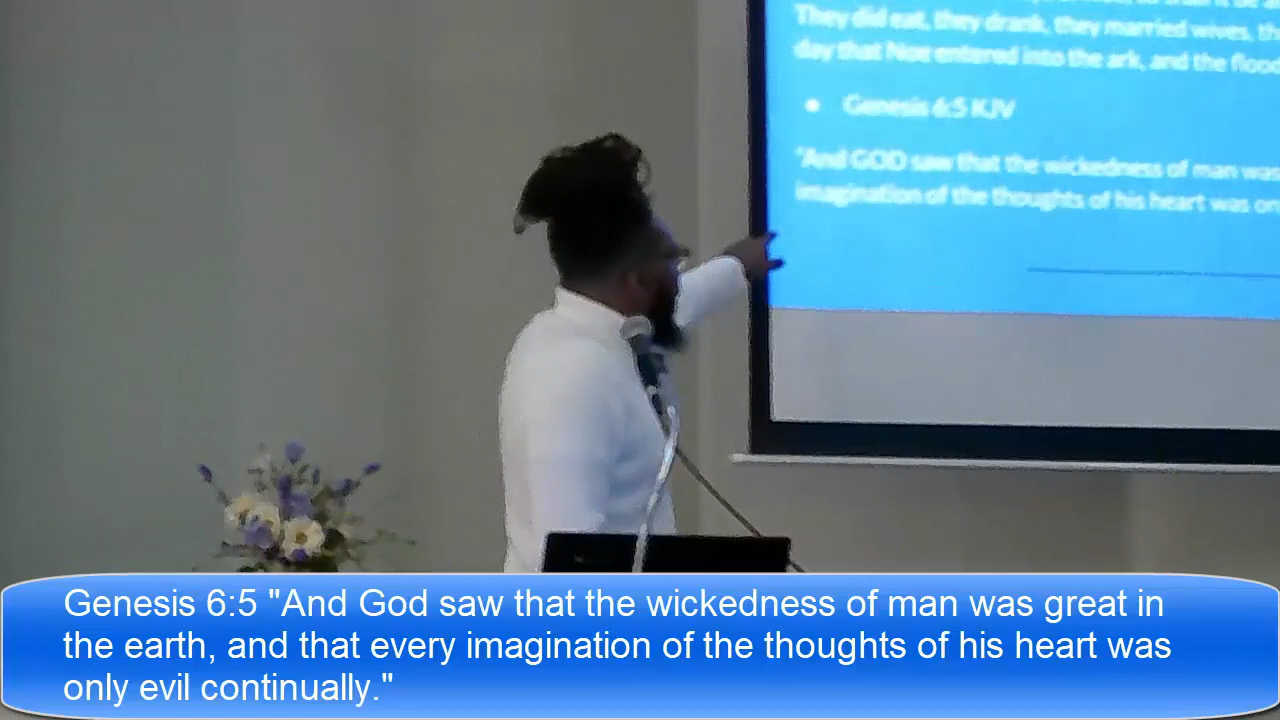 They did eat, they drank, they married wives,
day that Noe entered into the ark, and the flood
Genesis 6:5 KJV
"And GOD saw that the wickedness of man was
imagination of the thoughts of his heart was
Genesis 6:5 "And God saw that the wickedness of man was great in
the earth, and that every imagination of the thoughts of his heart was
only evil continually."